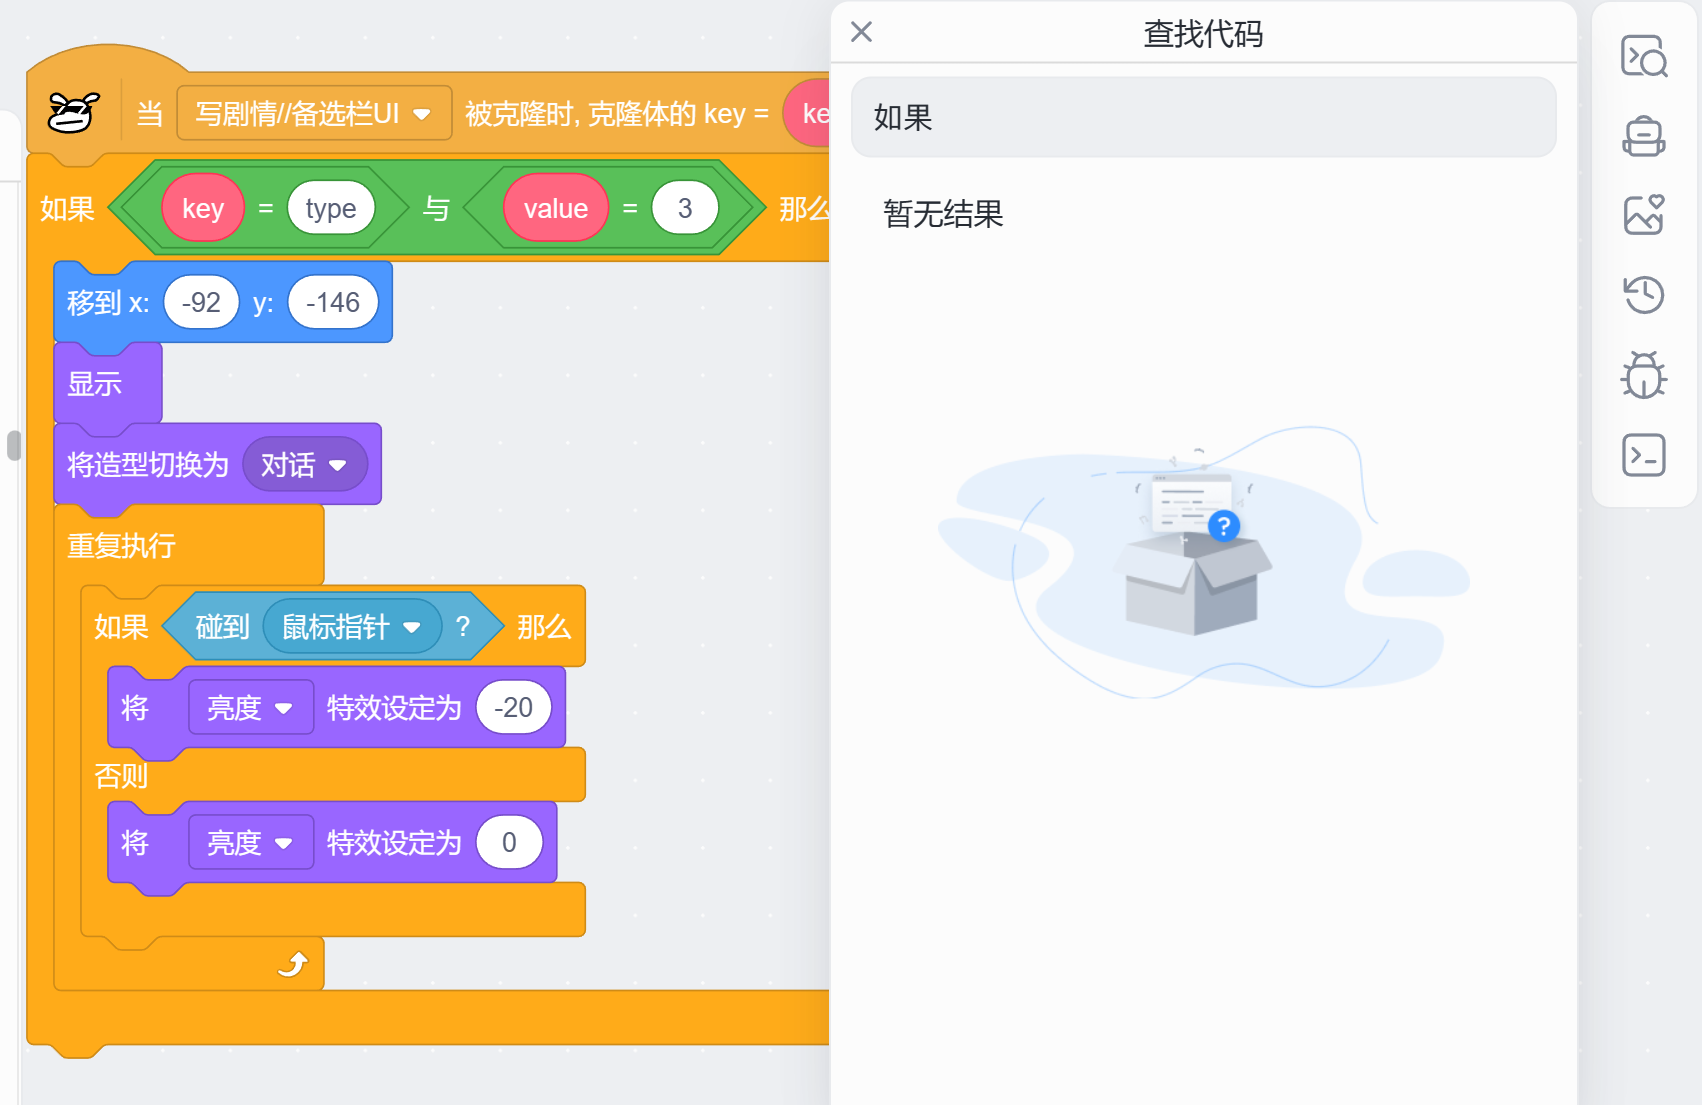 当 写剧情//备选栏UI 被克隆时, 克隆体的 key = ke
如果 key = type 与 value = 3 那么
移到 x: -92 y: -146
显示
将造型切换为 对话
重复执行
如果 碰到 鼠标指针 ? 那么
将 亮度 特效设定为 -20
否则
将 亮度 特效设定为 0
查找代码
如果
暂无结果
?